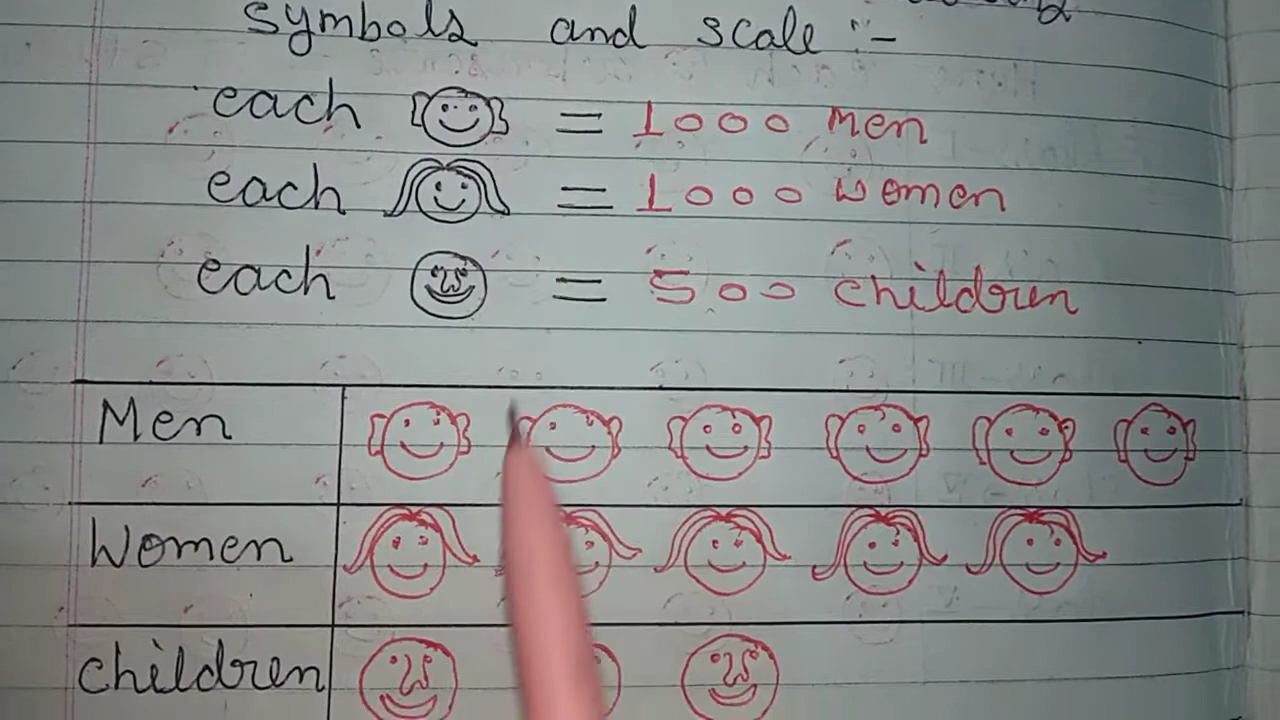 symbols and scale :-
each = 1000 men
each = 1000 women
each = 500 children
Men
Women
children